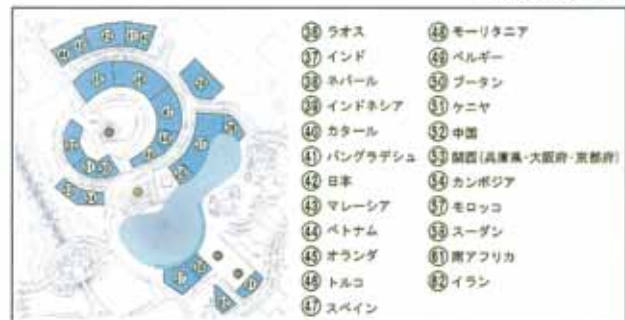 ㊱ ラオス
㊲ インド
㊳ ネパール
㊴ インドネシア
㊵ カタール
㊶ バングラデシュ
㊷ 日本
㊸ マレーシア
㊹ ベトナム
㊺ オランダ
㊻ トルコ
㊼ スペイン
㊽ モーリタニア
㊾ ベルギー
㊿ ブータン
51 ケニヤ
52 中国
53 関西(兵庫県・大阪府・京都府)
54 カンボジア
57 モロッコ
58 スーダン
61 南アフリカ
62 イラン